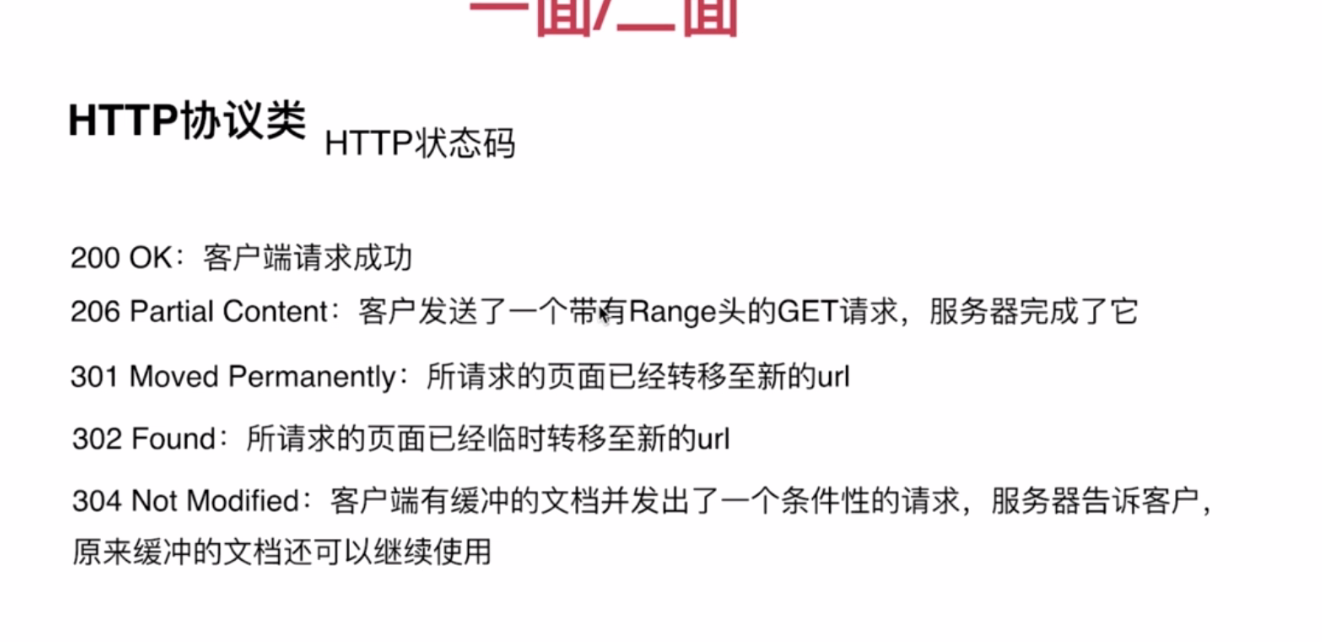 一面/二面
HTTP协议类 HTTP状态码
200 OK：客户端请求成功
206 Partial Content：客户发送了一个带有Range头的GET请求，服务器完成了它
301 Moved Permanently：所请求的页面已经转移至新的url
302 Found：所请求的页面已经临时转移至新的url
304 Not Modified：客户端有缓冲的文档并发出了一个条件性的请求，服务器告诉客户，
原来缓冲的文档还可以继续使用